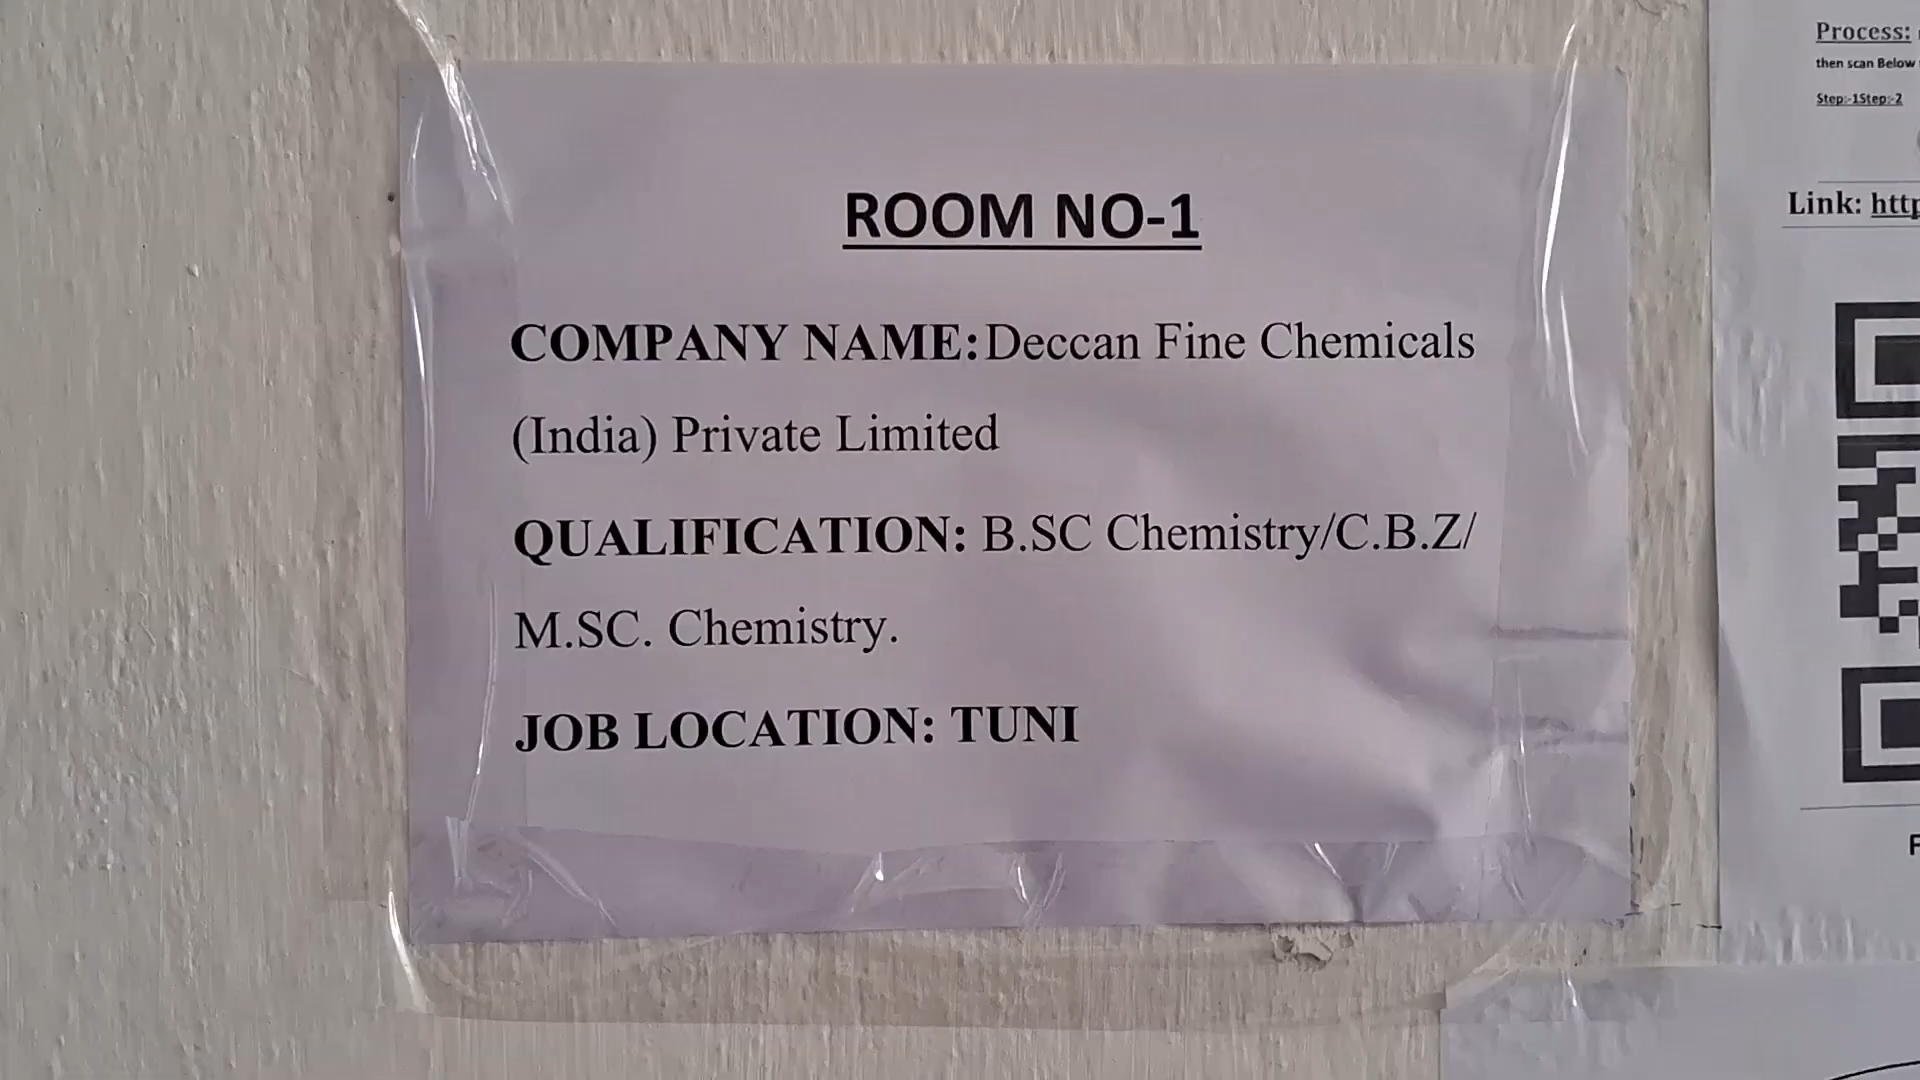 ROOM NO-1
COMPANY NAME: Deccan Fine Chemicals
(India) Private Limited
QUALIFICATION: B.SC Chemistry/C.B.Z/
M.SC. Chemistry.
JOB LOCATION: TUNI
Process:
then scan Below
Step:-1Step:-2
Link: http